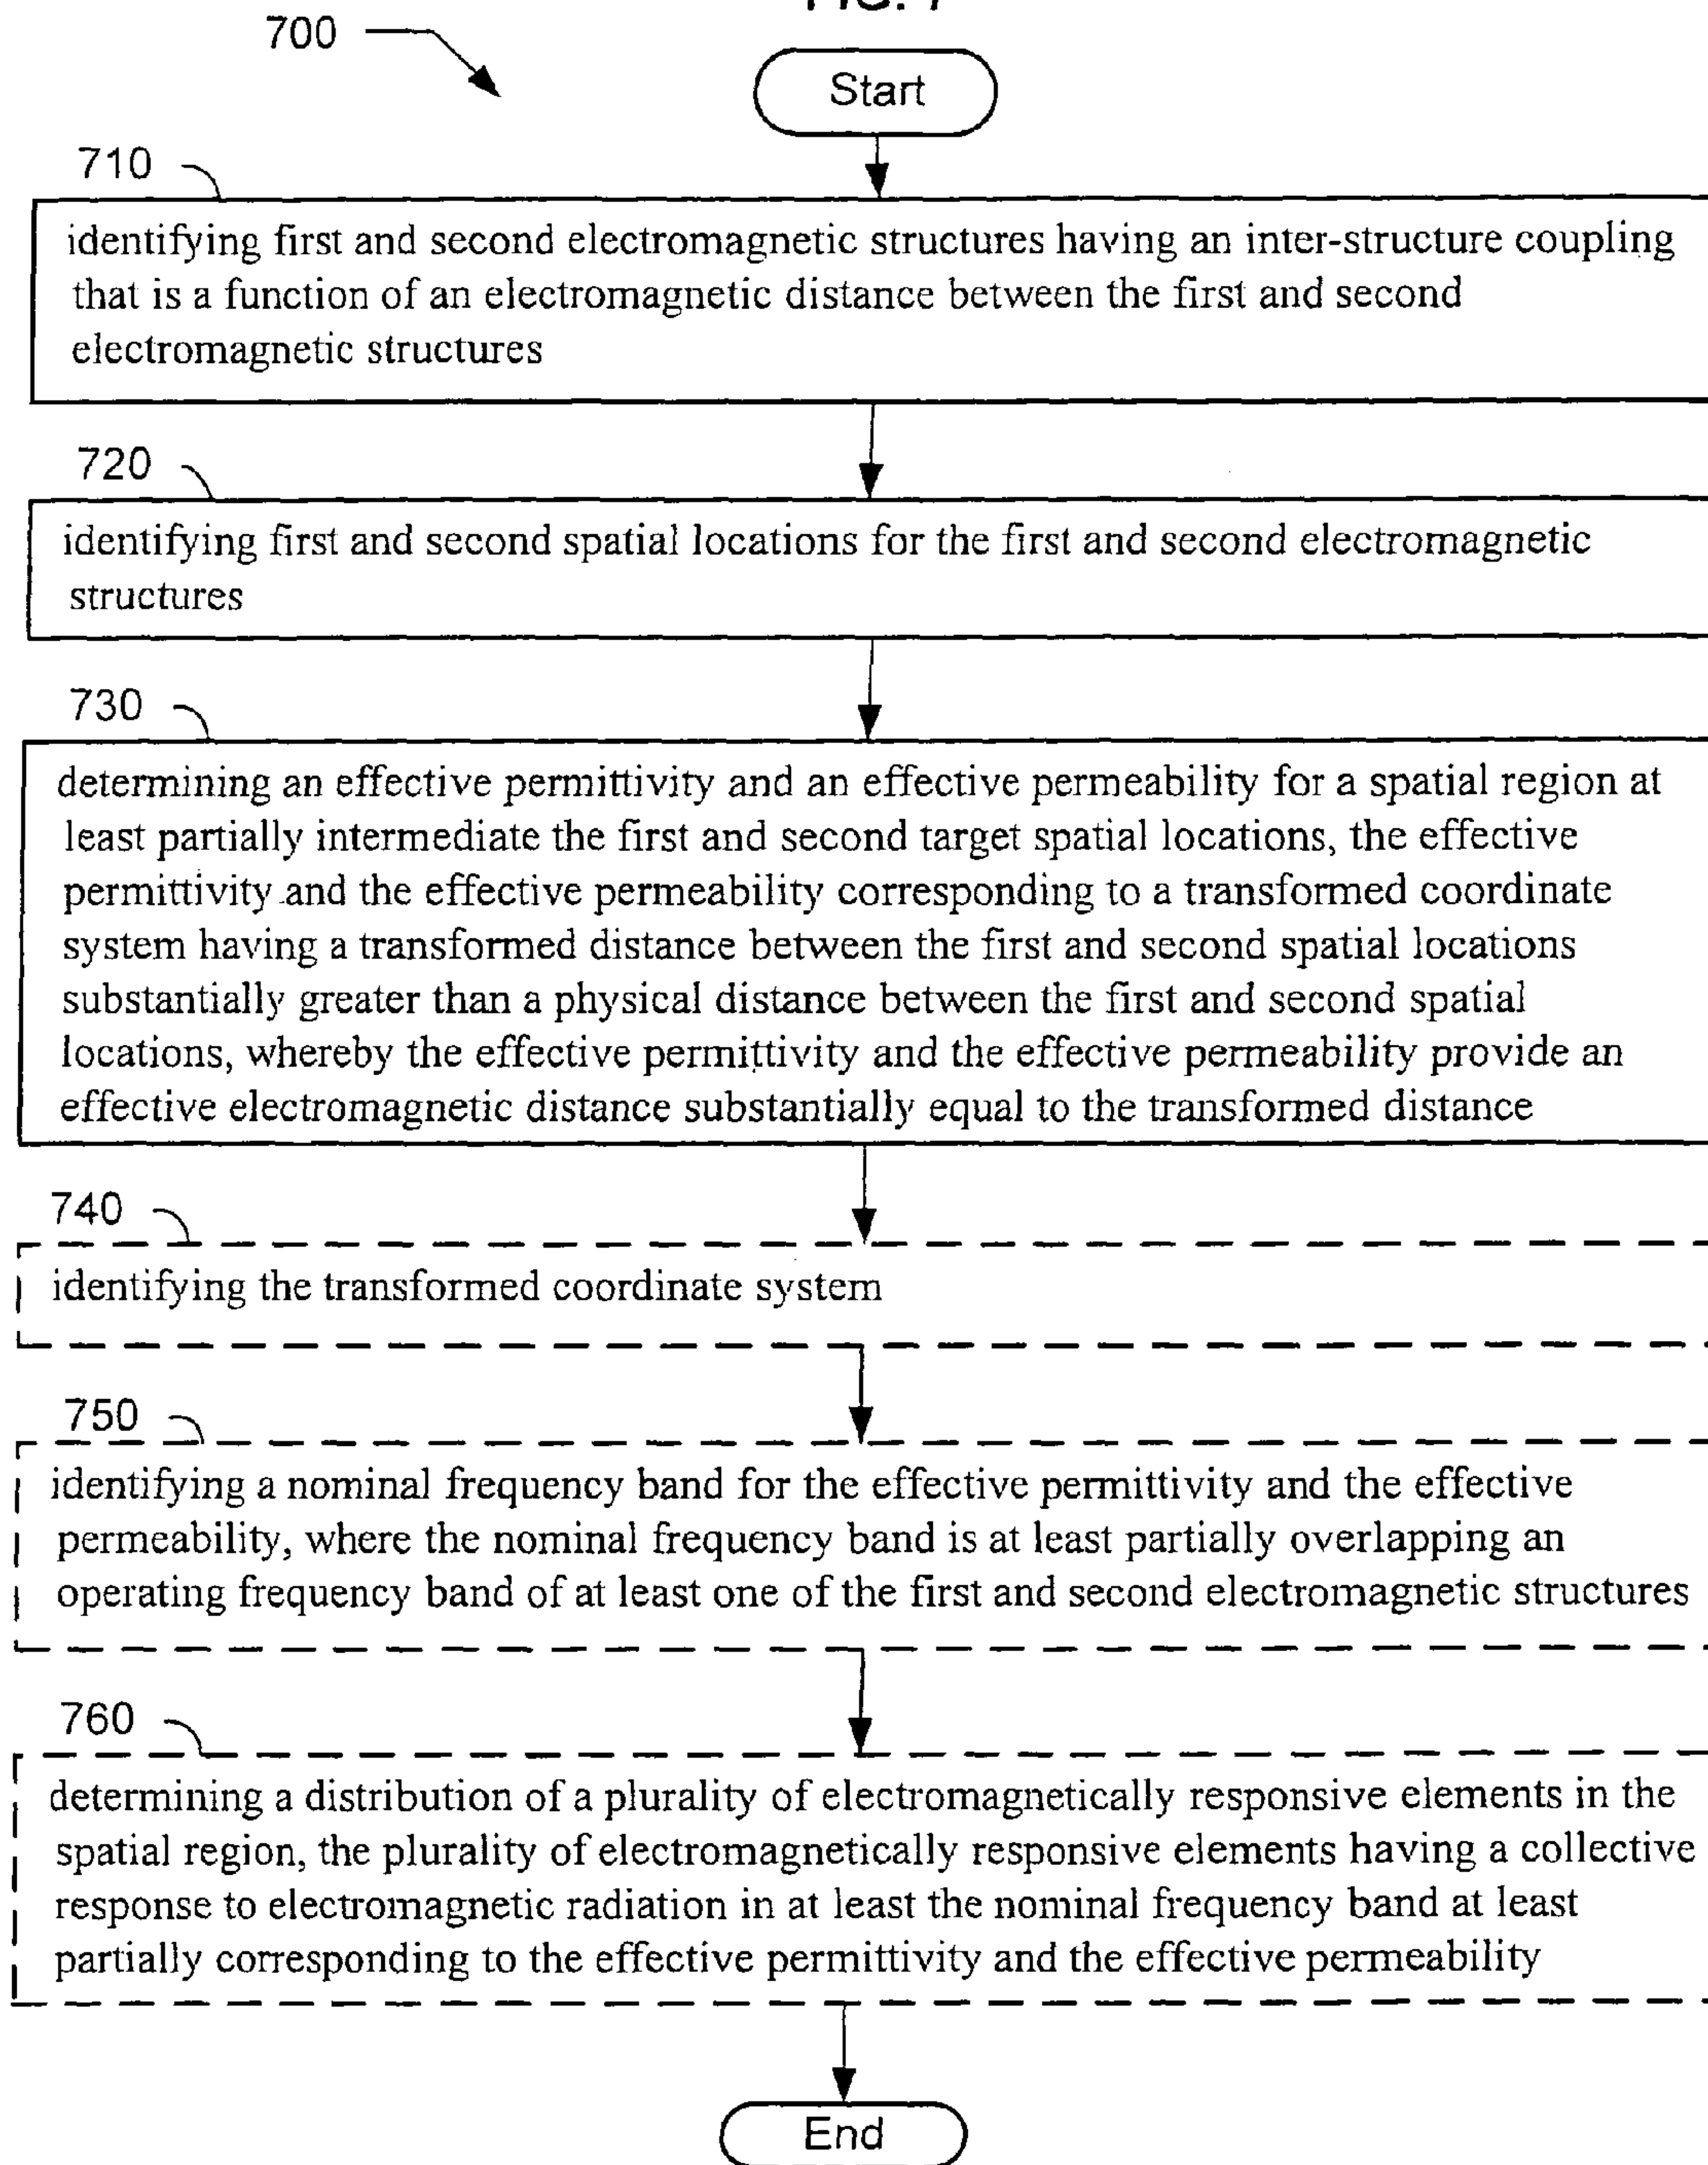 FIG. 7
700
Start
710
identifying first and second electromagnetic structures having an inter-structure coupling
that is a function of an electromagnetic distance between the first and second
electromagnetic structures
720
identifying first and second spatial locations for the first and second electromagnetic
structures
730
determining an effective permittivity and an effective permeability for a spatial region at
least partially intermediate the first and second target spatial locations, the effective
permittivity and the effective permeability corresponding to a transformed coordinate
system having a transformed distance between the first and second spatial locations
substantially greater than a physical distance between the first and second spatial
locations, whereby the effective permittivity and the effective permeability provide an
effective electromagnetic distance substantially equal to the transformed distance
740
identifying the transformed coordinate system
750
identifying a nominal frequency band for the effective permittivity and the effective
permeability, where the nominal frequency band is at least partially overlapping an
operating frequency band of at least one of the first and second electromagnetic structures
760
determining a distribution of a plurality of electromagnetically responsive elements in the
spatial region, the plurality of electromagnetically responsive elements having a collective
response to electromagnetic radiation in at least the nominal frequency band at least
partially corresponding to the effective permittivity and the effective permeability
End